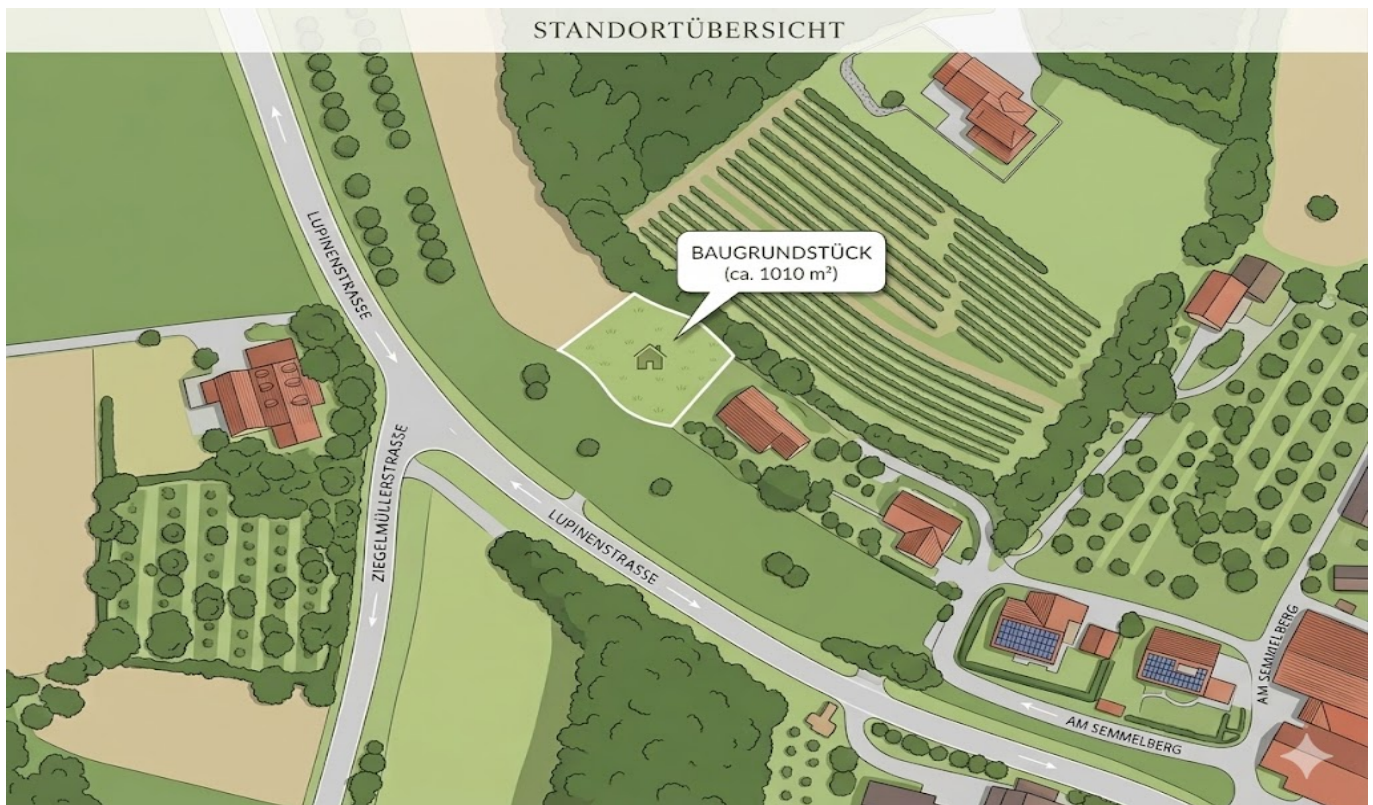 STANDORTÜBERSICHT
BAUGRUNDSTÜCK
(ca. 1010 m²)
LUPINENSTRASSE
ZIEGELMÜLLERSTRASSE
LUPINENSTRASSE
AM SEMMELBERG
AM SEMMELBERG